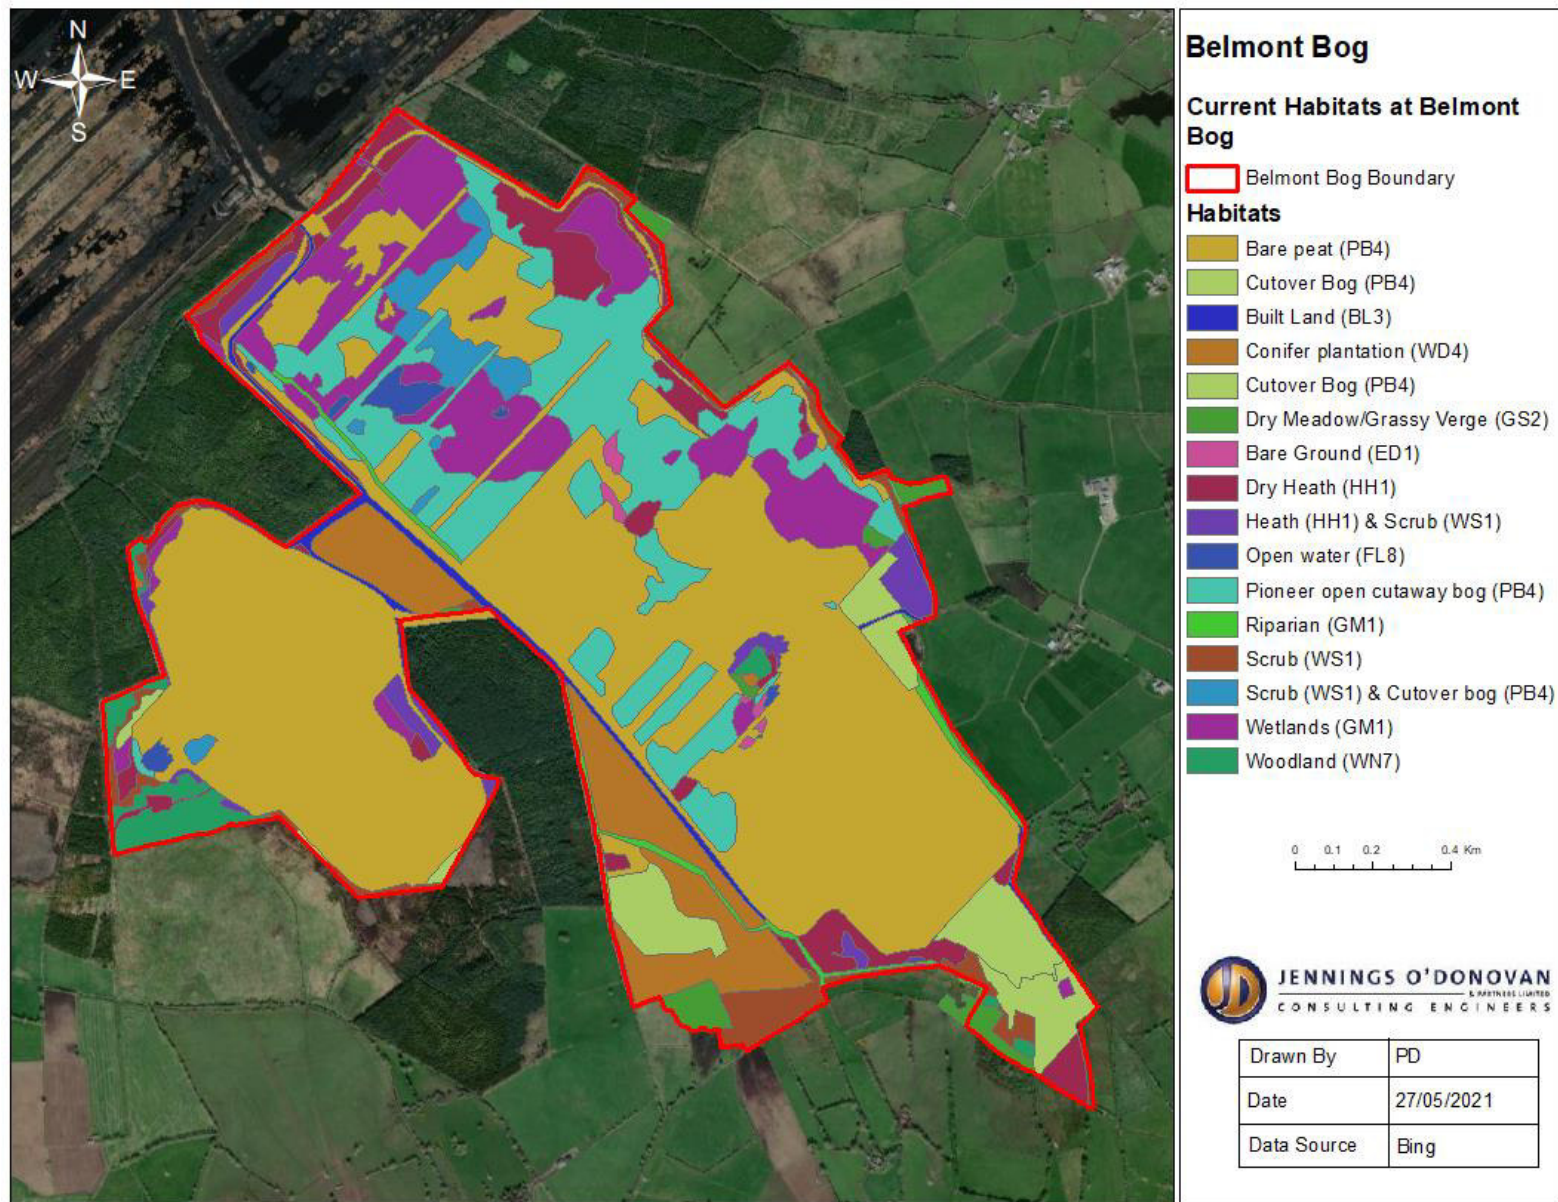 N
W E
S
Belmont Bog
Current Habitats at Belmont
Bog
Belmont Bog Boundary
Habitats
Bare peat (PB4)
Cutover Bog (PB4)
Built Land (BL3)
Conifer plantation (WD4)
Cutover Bog (PB4)
Dry Meadow/Grassy Verge (GS2)
Bare Ground (ED1)
Dry Heath (HH1)
Heath (HH1) & Scrub (WS1)
Open water (FL8)
Pioneer open cutaway bog (PB4)
Riparian (GM1)
Scrub (WS1)
Scrub (WS1) & Cutover bog (PB4)
Wetlands (GM1)
Woodland (WN7)
0 0.1 0.2 0.4 Km
JENNINGS O'DONOVAN
& PARTNERS LIMITED
CONSULTING ENGINEERS
Drawn By PD
Date 27/05/2021
Data Source Bing